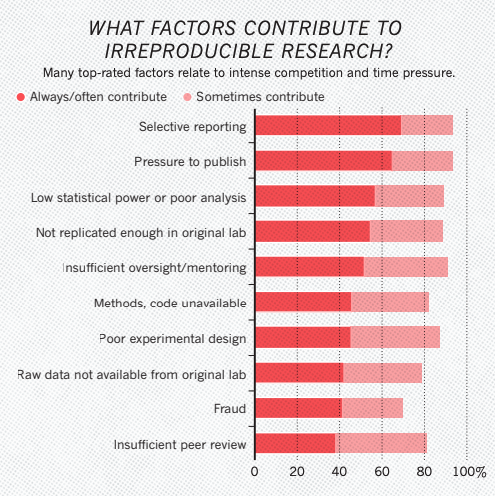 WHAT FACTORS CONTRIBUTE TO
IRREPRODUCIBLE RESEARCH?
Many top-rated factors relate to intense competition and time pressure.
Always/often contribute Sometimes contribute
Selective reporting
Pressure to publish
Low statistical power or poor analysis
Not replicated enough in original lab
Insufficient oversight/mentoring
Methods, code unavailable
Poor experimental design
Raw data not available from original lab
Fraud
Insufficient peer review
0 20 40 60 80 100%